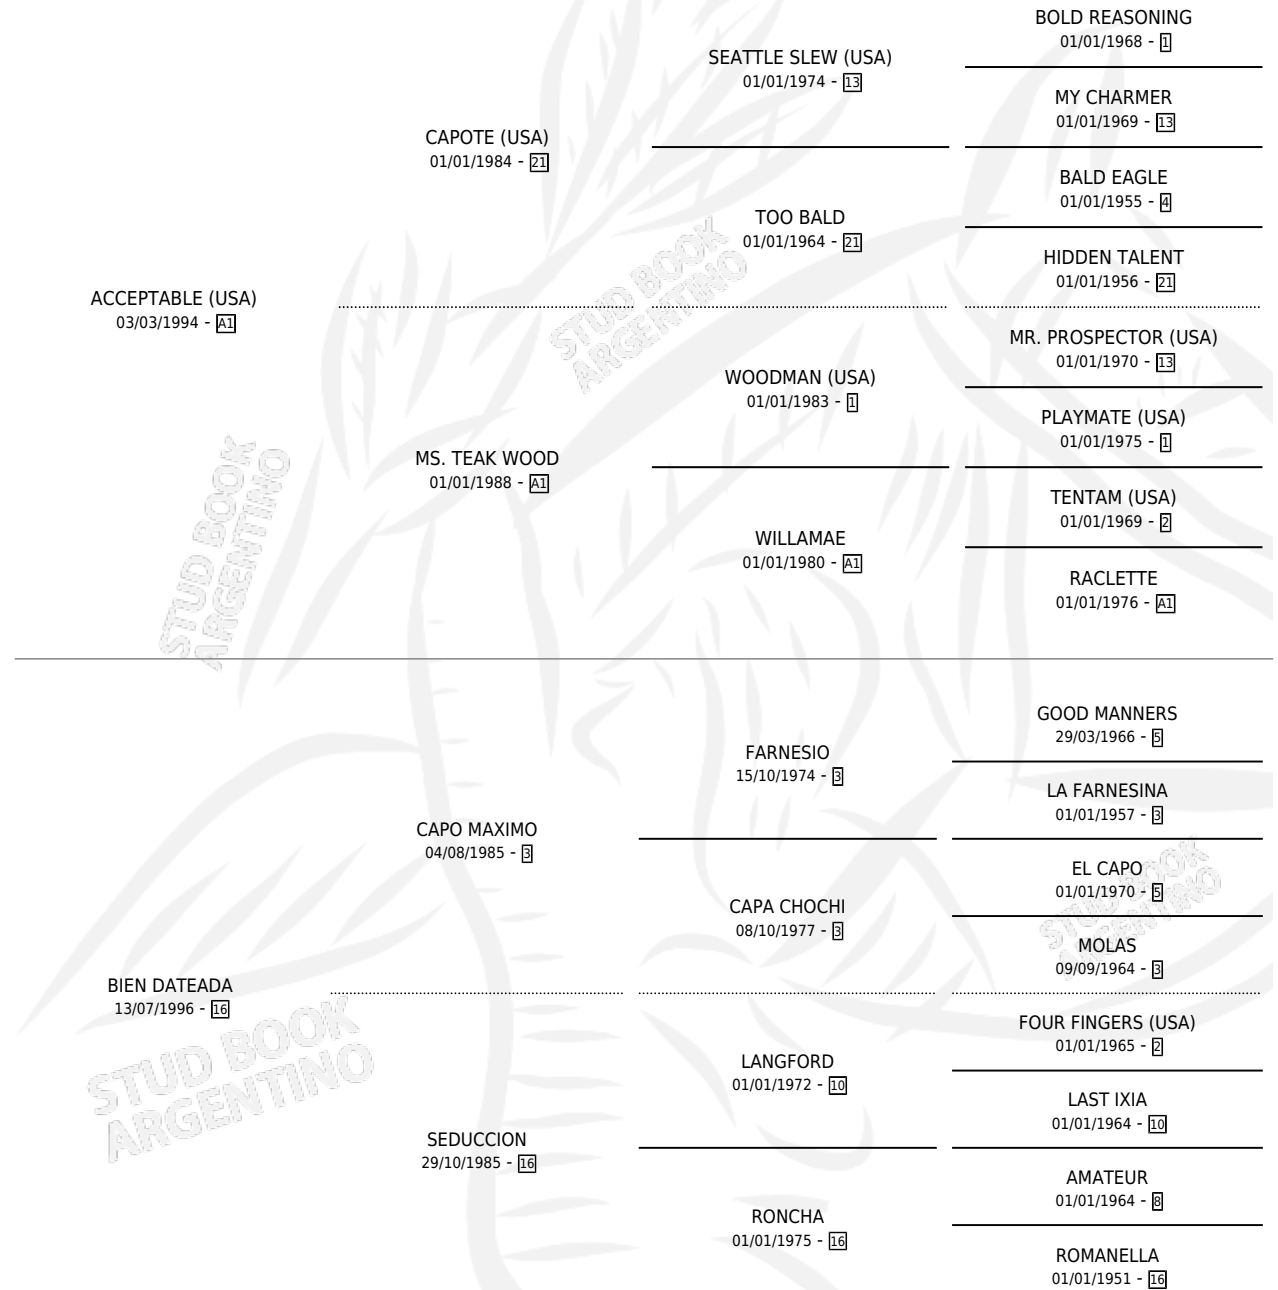 BOLD REASONING
01/01/1968 - 1
SEATTLE SLEW (USA)
01/01/1974 - 13
MY CHARMER
01/01/1969 - 13
CAPOTE (USA)
01/01/1984 - 21
BALD EAGLE
01/01/1955 - 4
TOO BALD
01/01/1964 - 21
HIDDEN TALENT
01/01/1956 - 21
ACCEPTABLE (USA)
03/03/1994 - A1
MR. PROSPECTOR (USA)
01/01/1970 - 13
WOODMAN (USA)
01/01/1983 - 1
PLAYMATE (USA)
01/01/1975 - 1
MS. TEAK WOOD
01/01/1988 - A1
TENTAM (USA)
01/01/1969 - 2
WILLAMAE
01/01/1980 - A1
RACLETTE
01/01/1976 - A1
GOOD MANNERS
29/03/1966 - 5
FARNESIO
15/10/1974 - 3
LA FARNESINA
01/01/1957 - 3
CAPO MAXIMO
04/08/1985 - 3
EL CAPO
01/01/1970 - 5
CAPA CHOCHI
08/10/1977 - 3
MOLAS
09/09/1964 - 3
BIEN DATEADA
13/07/1996 - 16
FOUR FINGERS (USA)
01/01/1965 - 2
LANGFORD
01/01/1972 - 10
LAST IXIA
01/01/1964 - 10
SEDUCCION
29/10/1985 - 16
AMATEUR
01/01/1964 - 8
RONCHA
01/01/1975 - 16
ROMANELLA
01/01/1951 - 16
STUD BOOK
ARGENTINO
STUD BOOK
ARGENTINO
STUD BOOK
ARGENTINO
STUD BOOK
ARGENTINO